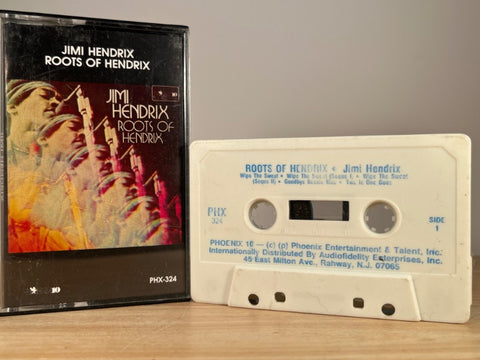 JIMI HENDRIX
ROOTS OF HENDRIX
JIMI
HENDRIX
ROOTS OF
HENDRIX
10
PHX-324
ROOTS OF HENDRIX • Jimi Hendrix
Wipe The Sweat • Wipe The Sweat (Segue I) • Wipe The Sweat
(Segue II) • Goodbye Bessie Mae • Two In One Goes
PHX
324
SIDE
1
PHOENIX 10 — (c) (p) Phoenix Entertainment & Talent, Inc.
Internationally Distributed By Audiofidelity Enterprises, Inc.
45 East Milton Ave., Rahway, N.J. 07065